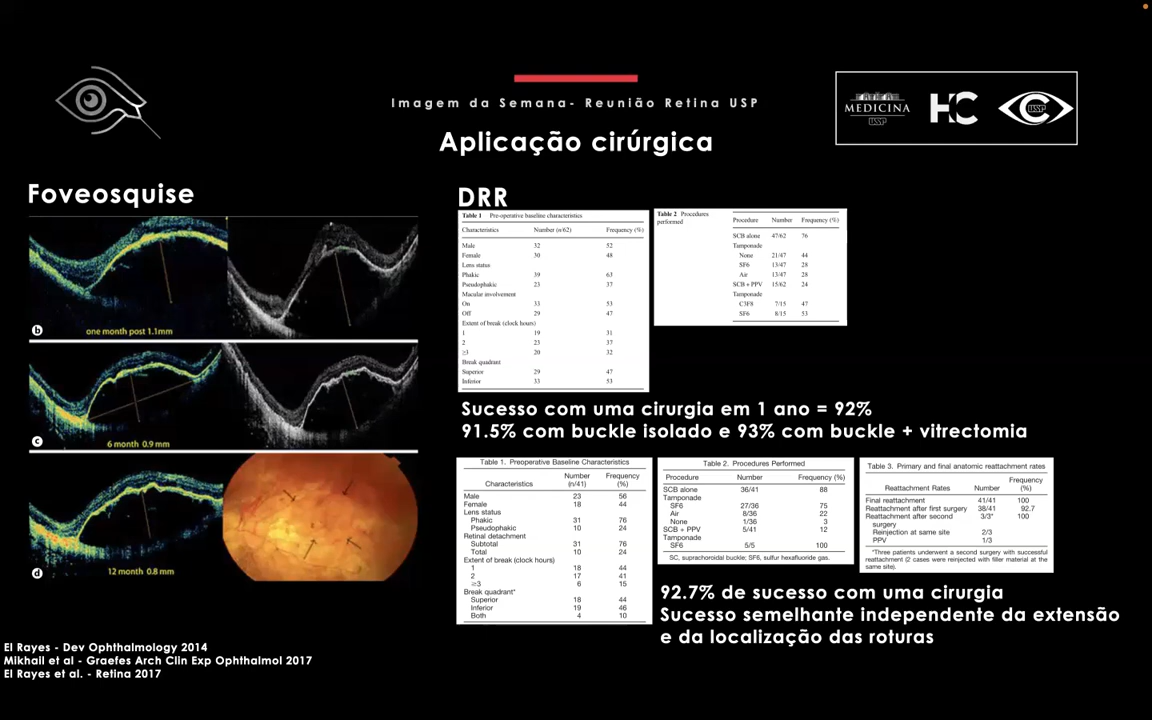 Imagem da Semana- Reunião Retina USP
MEDICINA
USP
HC
USP
Aplicação cirúrgica
Foveosquise
b
one month post 1.1mm
c
6 month 0.9 mm
d
12 month 0.8 mm
DRR
Table 1 Pre-operative baseline characteristics
Characteristics Number (n/62) Frequency (%)
Male 32 52
Female 30 48
Lens status
Phakic 39 63
Pseudophakic 23 37
Macular involvement
On 33 53
Off 29 47
Extent of break (clock hours)
1 19 31
2 23 37
≥3 20 32
Break quadrant
Superior 29 47
Inferior 33 53
Table 2 Procedures
performed
Procedure Number Frequency (%)
SCB alone 47/62 76
Tamponade
None 21/47 44
SF6 13/47 28
Air 13/47 28
SCB + PPV 15/62 24
Tamponade
C3F8 7/15 47
SF6 8/15 53
Sucesso com uma cirurgia em 1 ano = 92%
91.5% com buckle isolado e 93% com buckle + vitrectomia
Table 1. Preoperative Baseline Characteristics
Characteristics Number (n/41) Frequency (%)
Male 23 56
Female 18 44
Lens status
Phakic 31 76
Pseudophakic 10 24
Retinal detachment
Subtotal 31 76
Total 10 24
Extent of break (clock hours)
1 18 44
2 17 41
≥3 6 15
Break quadrant*
Superior 18 44
Inferior 19 46
Both 4 10
Table 2. Procedures Performed
Procedure Number Frequency (%)
SCB alone 36/41 88
Tamponade
SF6 27/36 75
Air 8/36 22
None 1/36 3
SCB + PPV 5/41 12
Tamponade
SF6 5/5 100
SC, suprachoroidal buckle; SF6, sulfur hexafluoride gas.
Table 3. Primary and final anatomic reattachment rates
Reattachment Rates Number Frequency (%)
Final reattachment 41/41 100
Reattachment after first surgery 38/41 92.7
Reattachment after second surgery 3/3* 100
Reinjection at same site 2/3
PPV 1/3
*Three patients underwent a second surgery with successful
reattachment (2 cases were reinjected with filler material at the
same site).
92.7% de sucesso com uma cirurgia
Sucesso semelhante independente da extensão
e da localização das roturas
El Rayes - Dev Ophthalmology 2014
Mikhail et al - Graefes Arch Clin Exp Ophthalmol 2017
El Rayes et al. - Retina 2017